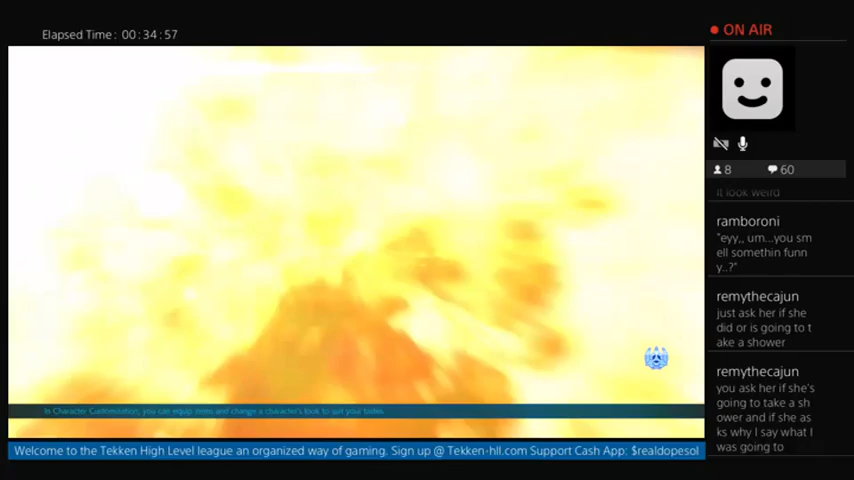 Elapsed Time: 00:34:57
ON AIR
8
60
it look weird
ramboroni
"eyy,, um...you sm
ell somethin funn
y..?"
remythecajun
just ask her if she
did or is going to t
ake a shower
remythecajun
you ask her if she's
going to take a sh
ower and if she as
ks why I say what I
was going to
In Character Customization, you can equip items and change a character's look to suit your tastes.
Welcome to the Tekken High Level league an organized way of gaming. Sign up @ Tekken-hll.com Support Cash App: $realdopesol